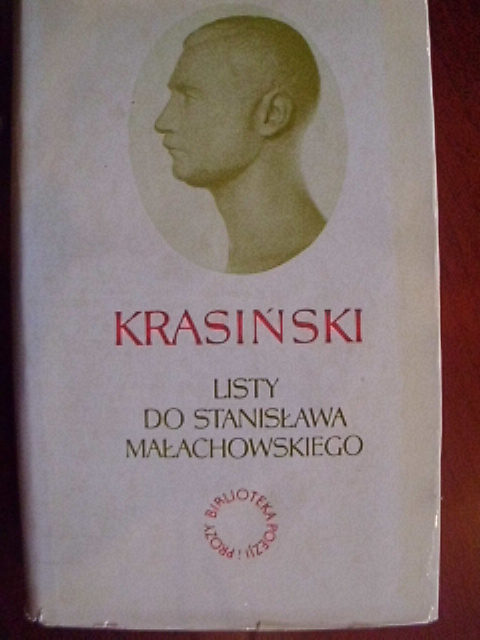 KRASIŃSKI
LISTY
DO STANISŁAWA
MAŁACHOWSKIEGO
BIBLIOTEKA POEZJI i PROZY